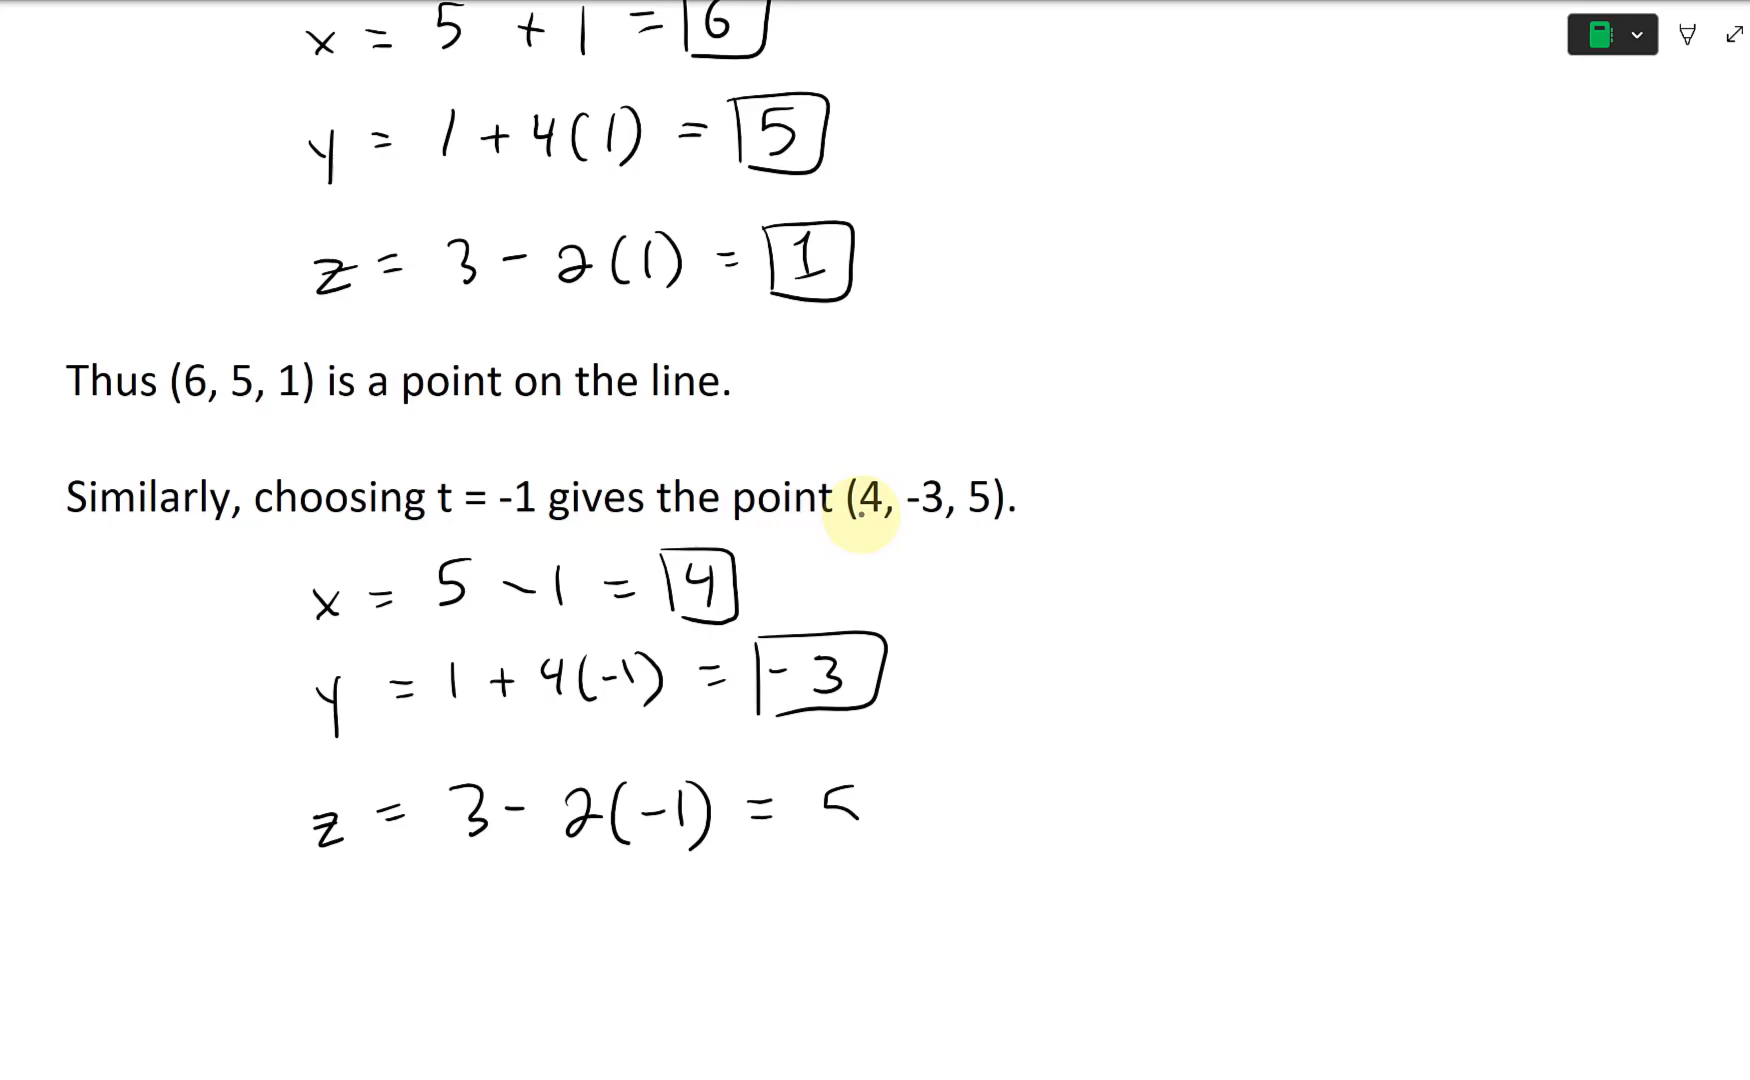 x = 5 + 1 = 6
y = 1 + 4(1) = 5
z = 3 - 2(1) = 1
Thus (6, 5, 1) is a point on the line.
Similarly, choosing t = -1 gives the point (4, -3, 5).
x = 5 - 1 = 4
y = 1 + 4(-1) = -3
z = 3 - 2(-1) = 5